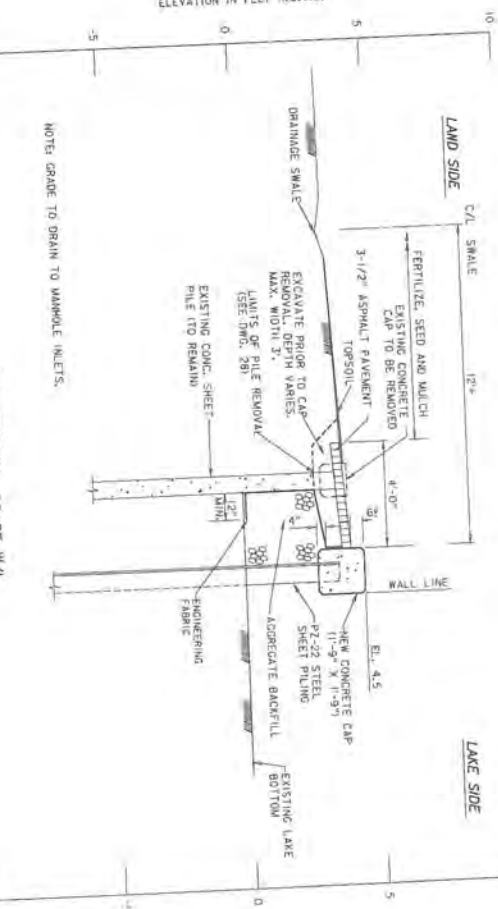 LAND SIDE
LAKE SIDE
C/L SWALE
12'±
FERTILIZE, SEED AND MULCH
EXISTING CONCRETE
CAP TO BE REMOVED
3-1/2" ASPHALT PAVEMENT
TOPSOIL
EXCAVATE PRIOR TO CAP
REMOVAL. DEPTH VARIES.
MAX. WIDTH 3'.
LIMITS OF PILE REMOVAL
(SEE DWG. 28)
EXISTING CONC. SHEET
PILE (TO REMAIN)
DRAINAGE SWALE
4'-0"
6"
4"
12"
MIN.
WALL LINE
EL. 4.5
NEW CONCRETE CAP
(1'-9" X 1'-9")
PZ-22 STEEL
SHEET PILING
AGGREGATE BACKFILL
ENGINEERING
FABRIC
EXISTING LAKE
BOTTOM
NOTE: GRADE TO DRAIN TO MANHOLE INLETS.
10
5
0
-5
5
0